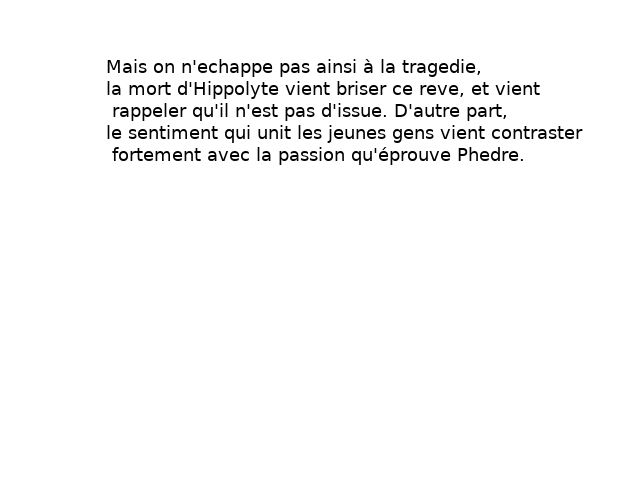 Mais on n'echappe pas ainsi à la tragedie,
la mort d'Hippolyte vient briser ce reve, et vient
rappeler qu'il n'est pas d'issue. D'autre part,
le sentiment qui unit les jeunes gens vient contraster
fortement avec la passion qu'éprouve Phedre.